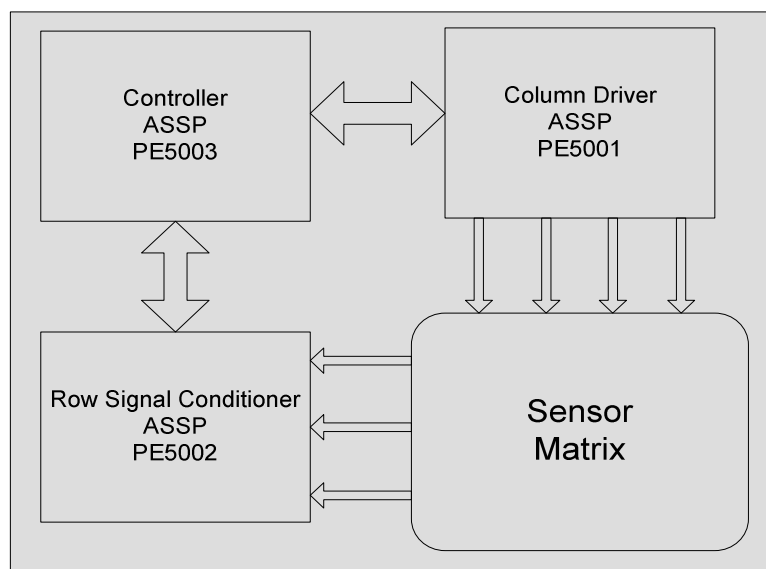 Controller
ASSP
PE5003
Column Driver
ASSP
PE5001
Row Signal Conditioner
ASSP
PE5002
Sensor
Matrix